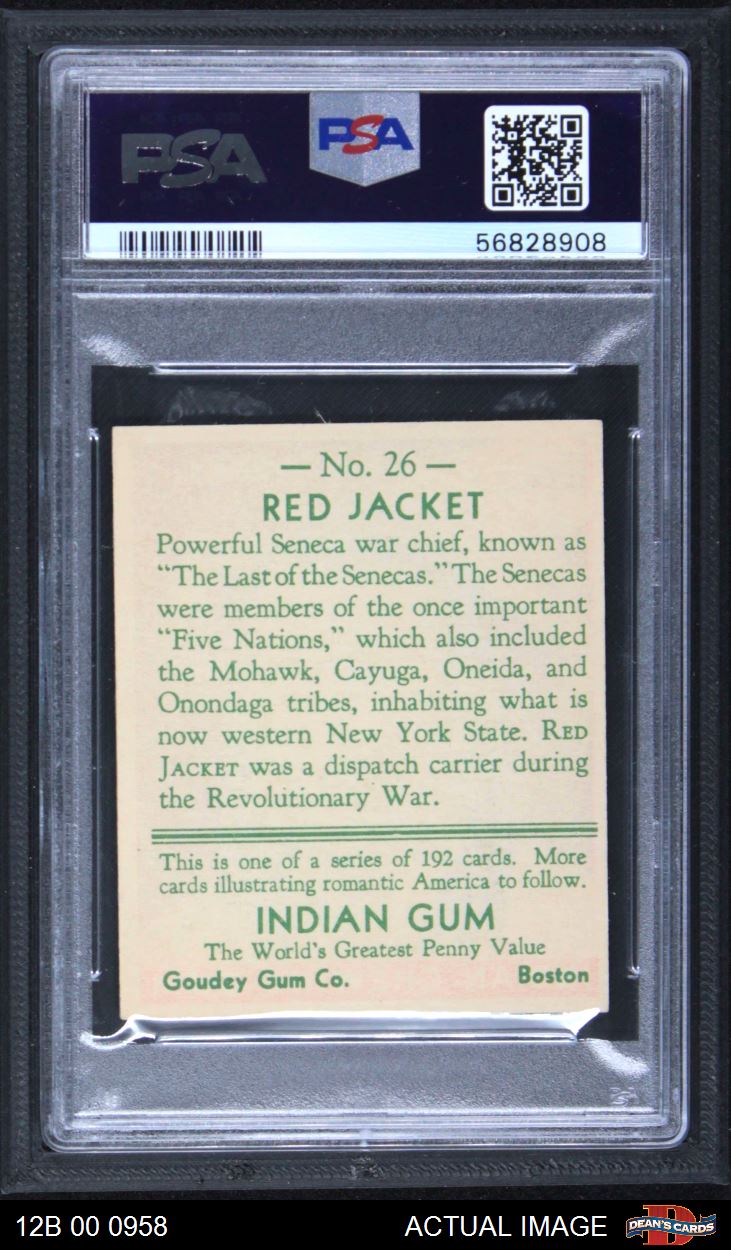 PSA
PSA
56828908
— No. 26 —
RED JACKET
Powerful Seneca war chief, known as
“The Last of the Senecas.” The Senecas
were members of the once important
“Five Nations,” which also included
the Mohawk, Cayuga, Oneida, and
Onondaga tribes, inhabiting what is
now western New York State. RED
JACKET was a dispatch carrier during
the Revolutionary War.
This is one of a series of 192 cards. More
cards illustrating romantic America to follow.
INDIAN GUM
The World's Greatest Penny Value
Goudey Gum Co. Boston
12B 00 0958 ACTUAL IMAGE DEAN'S CARDS